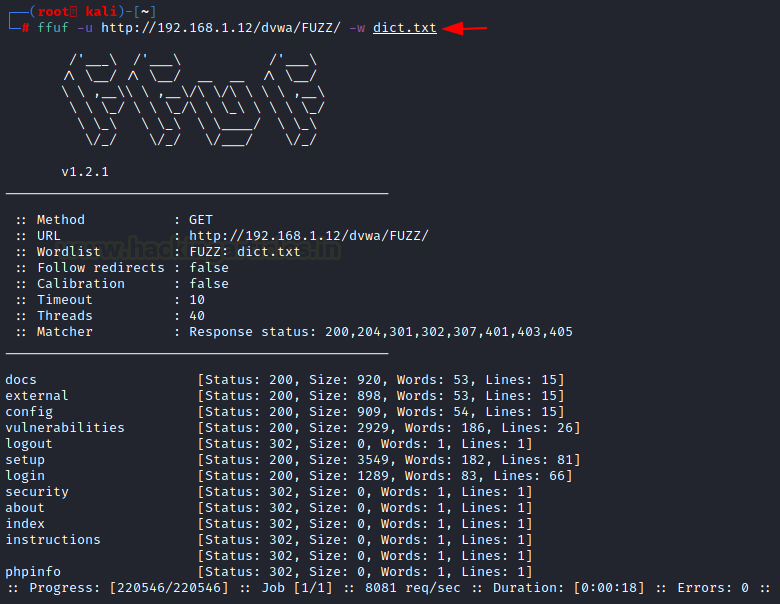 (root💀 kali)-[~]
# ffuf -u http://192.168.1.12/dvwa/FUZZ/ -w dict.txt
v1.2.1
:: Method : GET
:: URL : http://192.168.1.12/dvwa/FUZZ/
:: Wordlist : FUZZ: dict.txt
:: Follow redirects : false
:: Calibration : false
:: Timeout : 10
:: Threads : 40
:: Matcher : Response status: 200,204,301,302,307,401,403,405
docs [Status: 200, Size: 920, Words: 53, Lines: 15]
external [Status: 200, Size: 898, Words: 53, Lines: 15]
config [Status: 200, Size: 909, Words: 54, Lines: 15]
vulnerabilities [Status: 200, Size: 2929, Words: 186, Lines: 26]
logout [Status: 302, Size: 0, Words: 1, Lines: 1]
setup [Status: 200, Size: 3549, Words: 182, Lines: 81]
login [Status: 200, Size: 1289, Words: 83, Lines: 66]
security [Status: 302, Size: 0, Words: 1, Lines: 1]
about [Status: 302, Size: 0, Words: 1, Lines: 1]
index [Status: 302, Size: 0, Words: 1, Lines: 1]
instructions [Status: 302, Size: 0, Words: 1, Lines: 1]
[Status: 302, Size: 0, Words: 1, Lines: 1]
phpinfo [Status: 302, Size: 0, Words: 1, Lines: 1]
:: Progress: [220546/220546] :: Job [1/1] :: 8081 req/sec :: Duration: [0:00:18] :: Errors: 0 ::